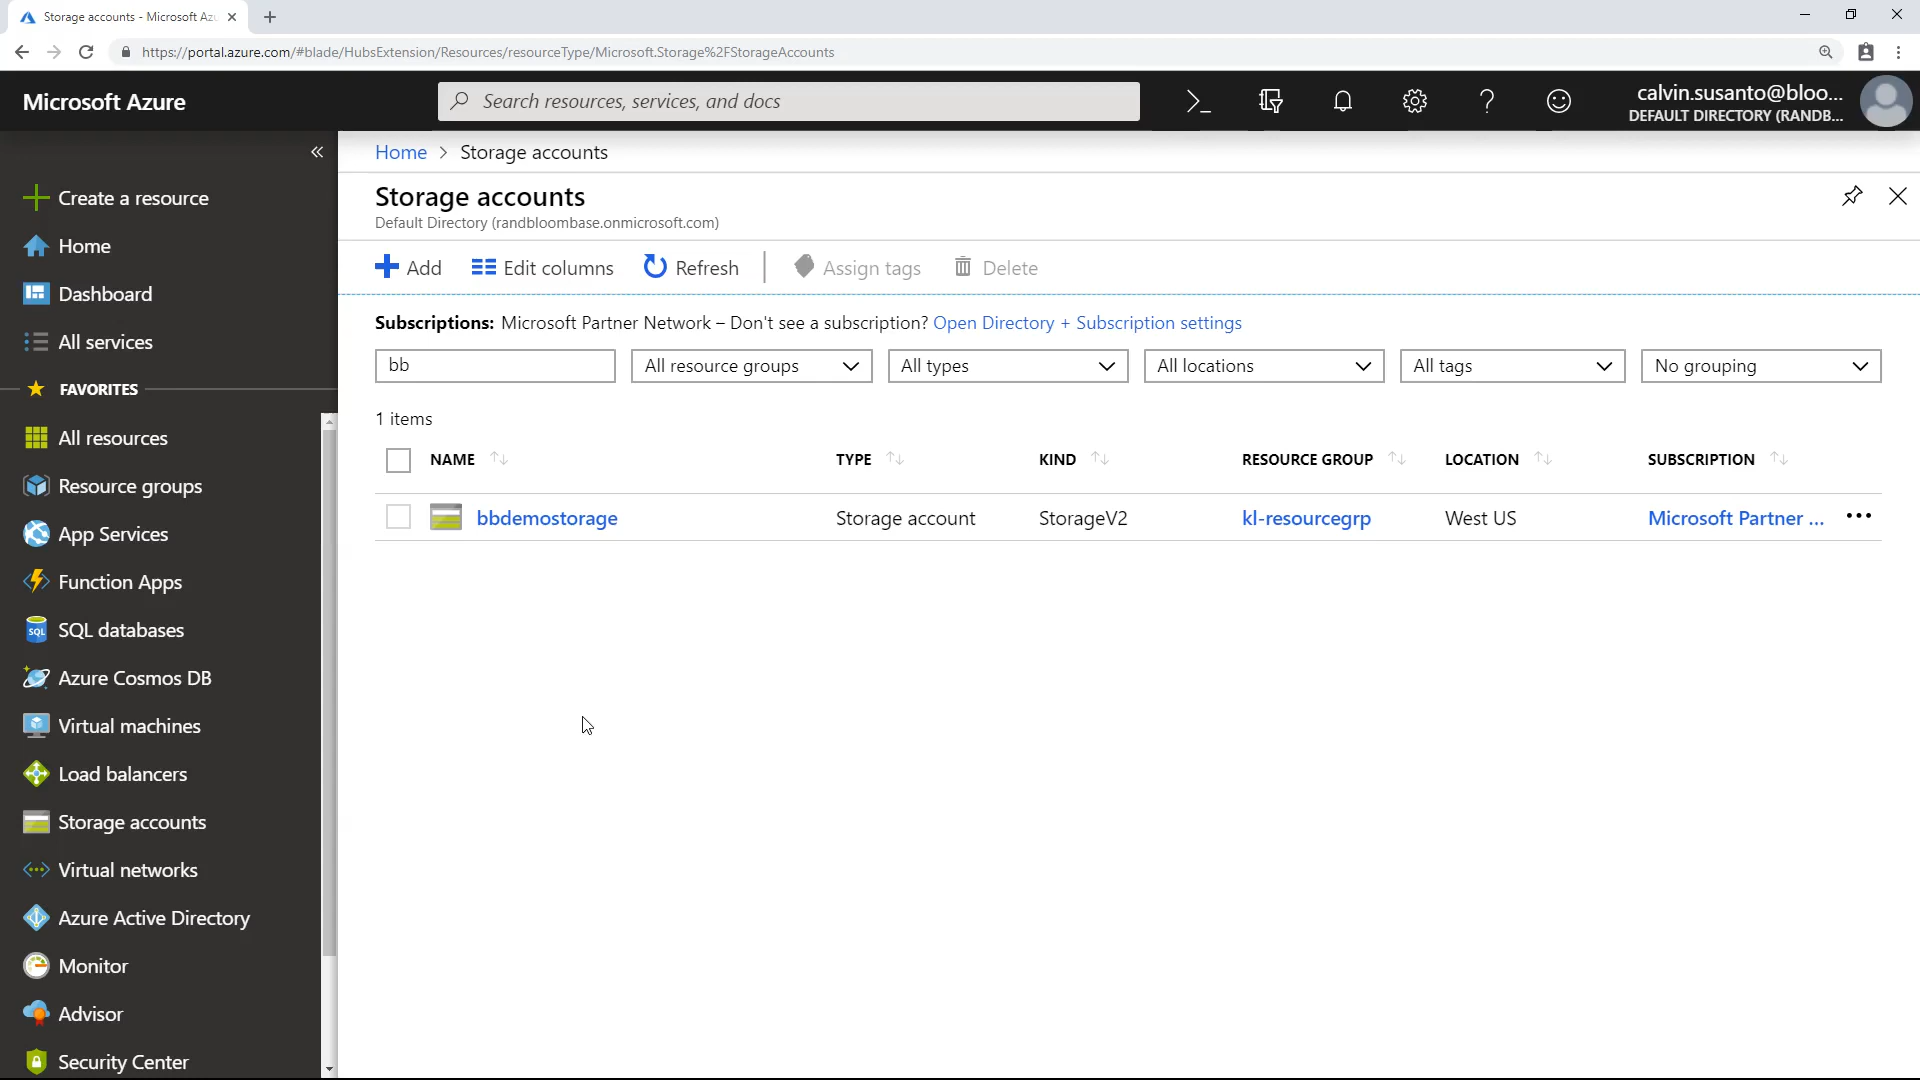 Storage accounts - Microsoft Azu
https://portal.azure.com/#blade/HubsExtension/Resources/resourceType/Microsoft.Storage%2FStorageAccounts
Microsoft Azure
Search resources, services, and docs
calvin.susanto@bloo...
DEFAULT DIRECTORY (RANDB...
Create a resource
Home
Dashboard
All services
FAVORITES
All resources
Resource groups
App Services
Function Apps
SQL databases
Azure Cosmos DB
Virtual machines
Load balancers
Storage accounts
Virtual networks
Azure Active Directory
Monitor
Advisor
Security Center
Home > Storage accounts
Storage accounts
Default Directory (randbloombase.onmicrosoft.com)
Add Edit columns Refresh Assign tags Delete
Subscriptions: Microsoft Partner Network – Don't see a subscription? Open Directory + Subscription settings
bb All resource groups All types All locations All tags No grouping
1 items
NAME TYPE KIND RESOURCE GROUP LOCATION SUBSCRIPTION
bbdemostorage Storage account StorageV2 kl-resourcegrp West US Microsoft Partner ... •••